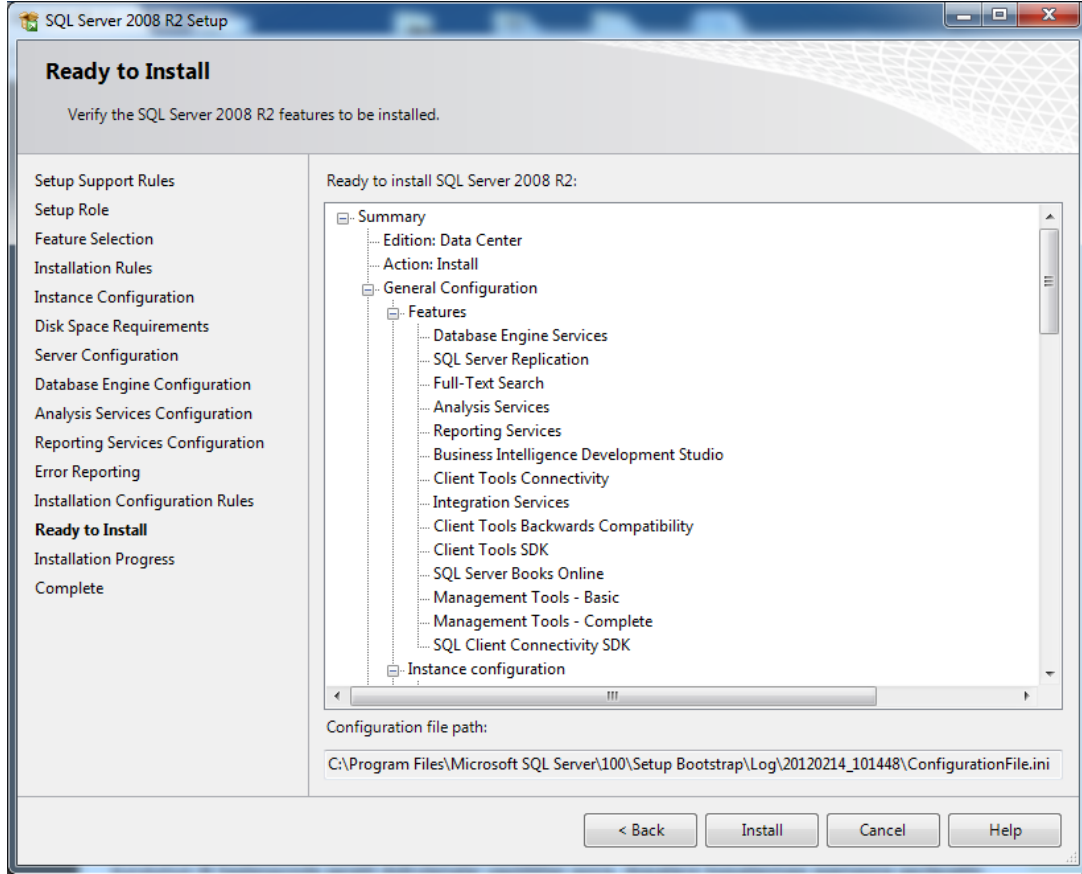 SQL Server 2008 R2 Setup
Ready to Install
Verify the SQL Server 2008 R2 features to be installed.
Setup Support Rules
Setup Role
Feature Selection
Installation Rules
Instance Configuration
Disk Space Requirements
Server Configuration
Database Engine Configuration
Analysis Services Configuration
Reporting Services Configuration
Error Reporting
Installation Configuration Rules
Ready to Install
Installation Progress
Complete
Ready to install SQL Server 2008 R2:
Summary
Edition: Data Center
Action: Install
General Configuration
Features
Database Engine Services
SQL Server Replication
Full-Text Search
Analysis Services
Reporting Services
Business Intelligence Development Studio
Client Tools Connectivity
Integration Services
Client Tools Backwards Compatibility
Client Tools SDK
SQL Server Books Online
Management Tools - Basic
Management Tools - Complete
SQL Client Connectivity SDK
Instance configuration
Configuration file path:
C:\Program Files\Microsoft SQL Server\100\Setup Bootstrap\Log\20120214_101448\ConfigurationFile.ini
< Back
Install
Cancel
Help